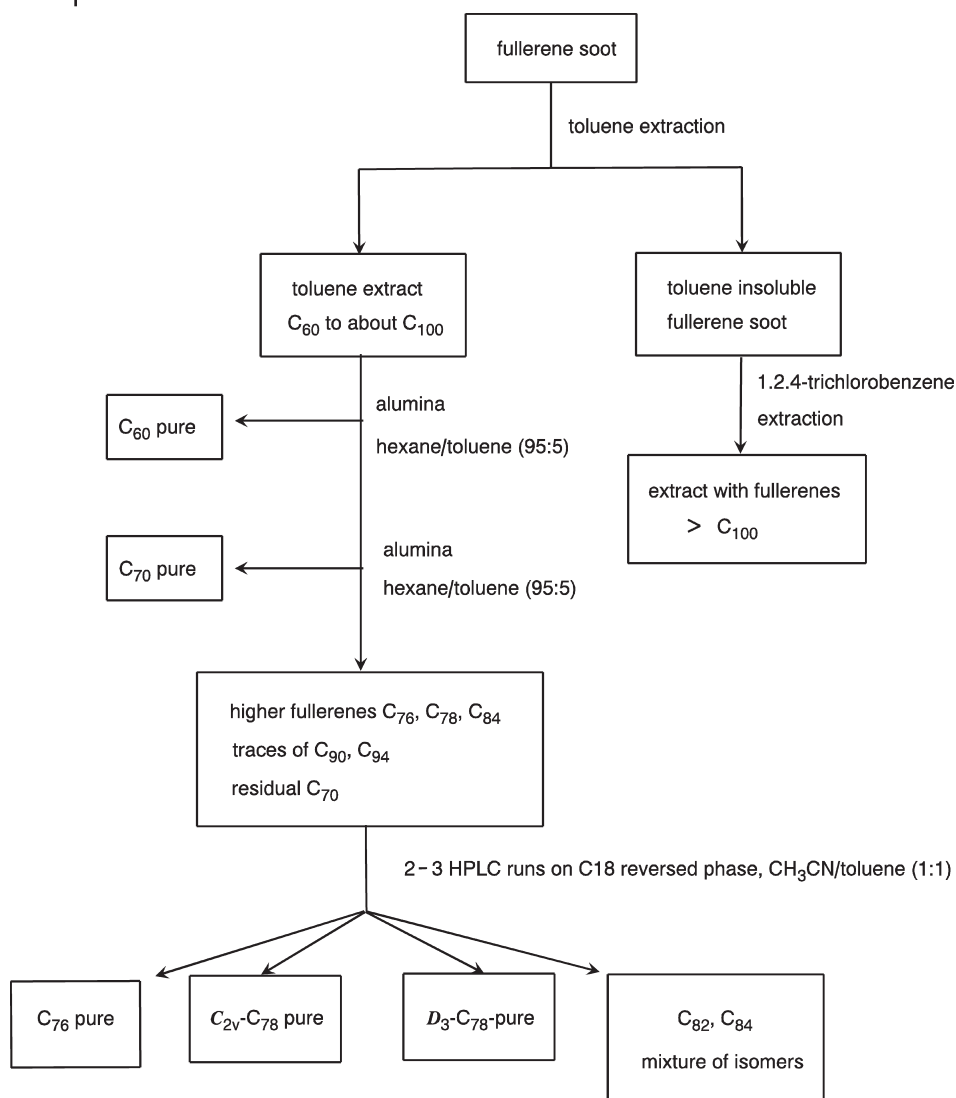 fullerene soot
toluene extraction
toluene extract
C₆₀ to about C₁₀₀
toluene insoluble
fullerene soot
1.2.4-trichlorobenzene
extraction
C₆₀ pure
alumina
hexane/toluene (95:5)
extract with fullerenes
> C₁₀₀
C₇₀ pure
alumina
hexane/toluene (95:5)
higher fullerenes C₇₆, C₇₈, C₈₄
traces of C₉₀, C₉₄
residual C₇₀
2–3 HPLC runs on C18 reversed phase, CH₃CN/toluene (1:1)
C₇₆ pure
C₂ᵥ-C₇₈ pure
D₃-C₇₈-pure
C₈₂, C₈₄
mixture of isomers